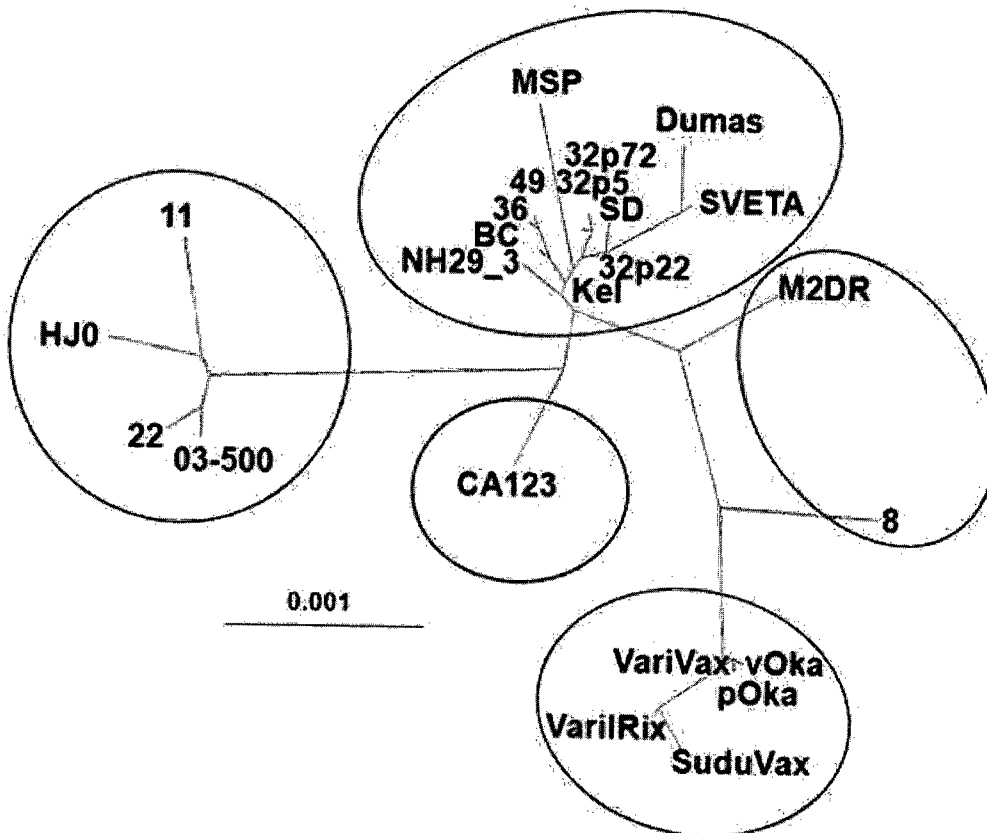 MSP
Dumas
32p72
49 32p5
36 SD SVETA
BC
NH29_3 32p22
Kel M2DR
11
HJ0
22
03-500
CA123
8
0.001
VariVax vOka
pOka
VarilRix
SuduVax